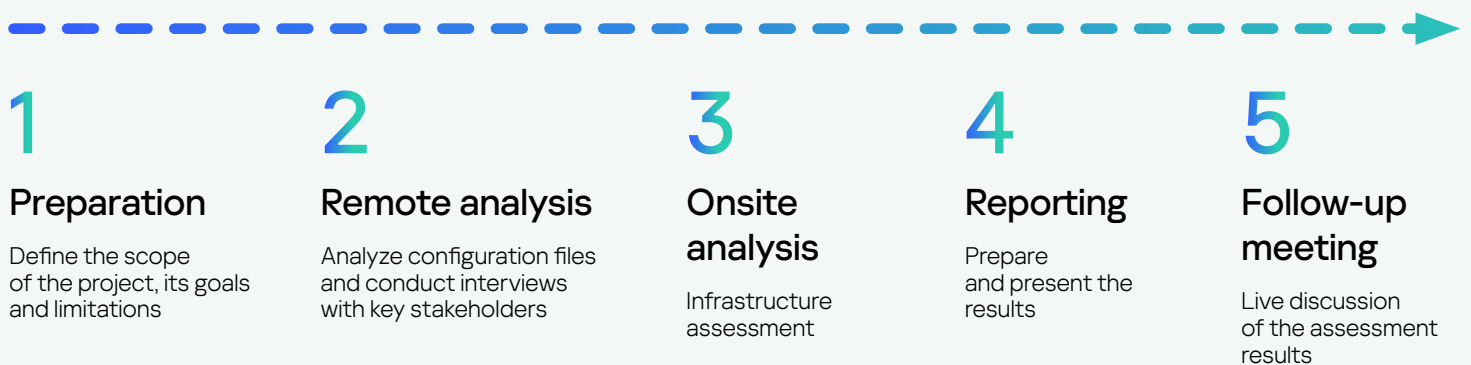 1
Preparation
Define the scope
of the project, its goals
and limitations
2
Remote analysis
Analyze configuration files
and conduct interviews
with key stakeholders
3
Onsite
analysis
Infrastructure
assessment
4
Reporting
Prepare
and present the
results
5
Follow-up
meeting
Live discussion
of the assessment
results